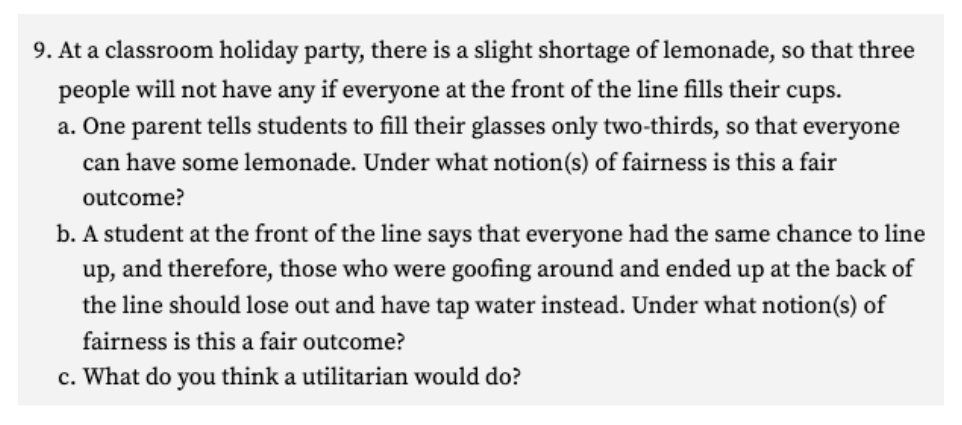 9. At a classroom holiday party, there is a slight shortage of lemonade, so that three
people will not have any if everyone at the front of the line fills their cups.
a. One parent tells students to fill their glasses only two-thirds, so that everyone
can have some lemonade. Under what notion(s) of fairness is this a fair
outcome?
b. A student at the front of the line says that everyone had the same chance to line
up, and therefore, those who were goofing around and ended up at the back of
the line should lose out and have tap water instead. Under what notion(s) of
fairness is this a fair outcome?
c. What do you think a utilitarian would do?